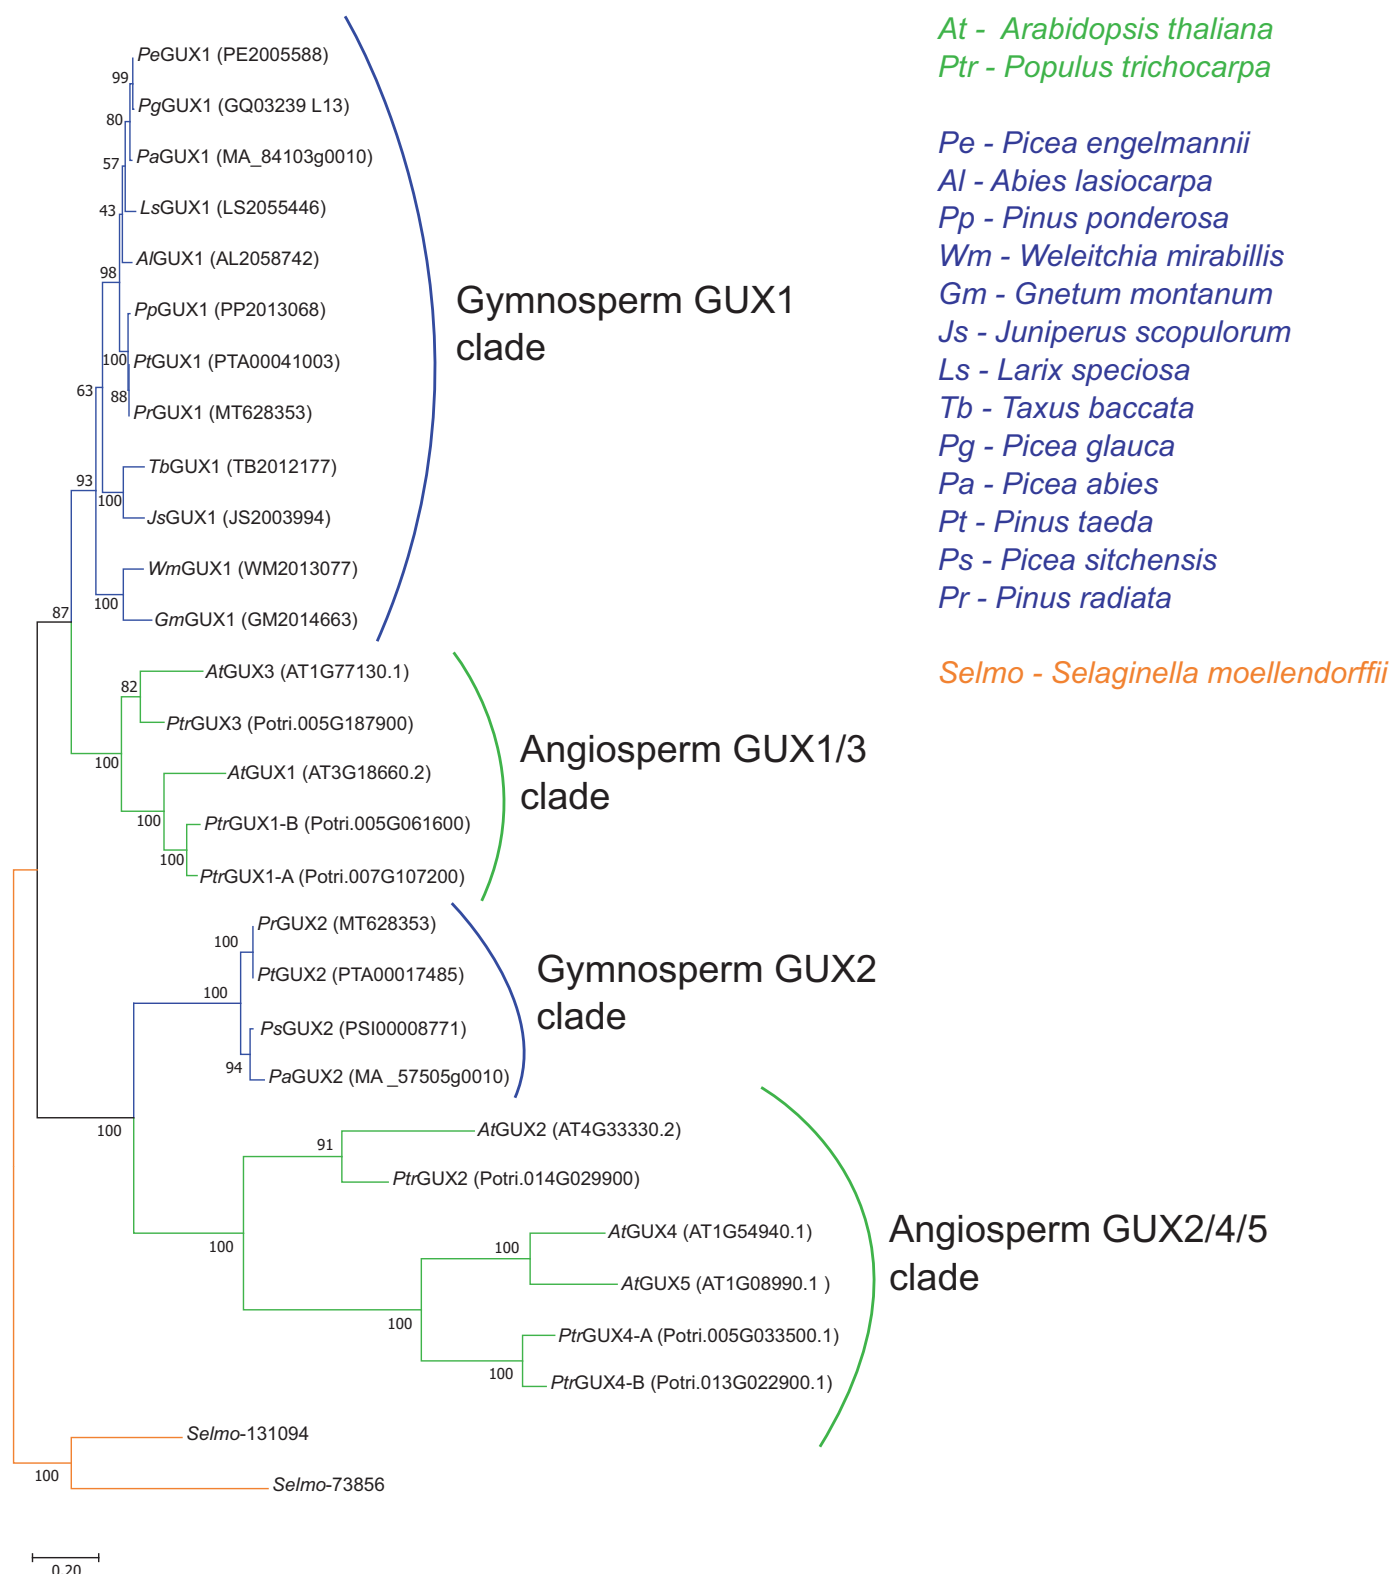 PeGUX1 (PE2005588)
99
PgGUX1 (GQ03239 L13)
80
PaGUX1 (MA_84103g0010)
57
LsGUX1 (LS2055446)
43
AlGUX1 (AL2058742)
98
PpGUX1 (PP2013068)
100
PtGUX1 (PTA00041003)
63
88
PrGUX1 (MT628353)
TbGUX1 (TB2012177)
93
100
JsGUX1 (JS2003994)
WmGUX1 (WM2013077)
100
87
GmGUX1 (GM2014663)
Gymnosperm GUX1
clade
AtGUX3 (AT1G77130.1)
82
PtrGUX3 (Potri.005G187900)
100
AtGUX1 (AT3G18660.2)
100
PtrGUX1-B (Potri.005G061600)
100
PtrGUX1-A (Potri.007G107200)
Angiosperm GUX1/3
clade
PrGUX2 (MT628353)
100
PtGUX2 (PTA00017485)
100
PsGUX2 (PSI00008771)
94
PaGUX2 (MA _57505g0010)
Gymnosperm GUX2
clade
100
AtGUX2 (AT4G33330.2)
91
PtrGUX2 (Potri.014G029900)
100
AtGUX4 (AT1G54940.1)
100
AtGUX5 (AT1G08990.1 )
100
PtrGUX4-A (Potri.005G033500.1)
100
PtrGUX4-B (Potri.013G022900.1)
Angiosperm GUX2/4/5
clade
Selmo-131094
100
Selmo-73856
0.20
At - Arabidopsis thaliana
Ptr - Populus trichocarpa
Pe - Picea engelmannii
Al - Abies lasiocarpa
Pp - Pinus ponderosa
Wm - Weleitchia mirabillis
Gm - Gnetum montanum
Js - Juniperus scopulorum
Ls - Larix speciosa
Tb - Taxus baccata
Pg - Picea glauca
Pa - Picea abies
Pt - Pinus taeda
Ps - Picea sitchensis
Pr - Pinus radiata
Selmo - Selaginella moellendorffii